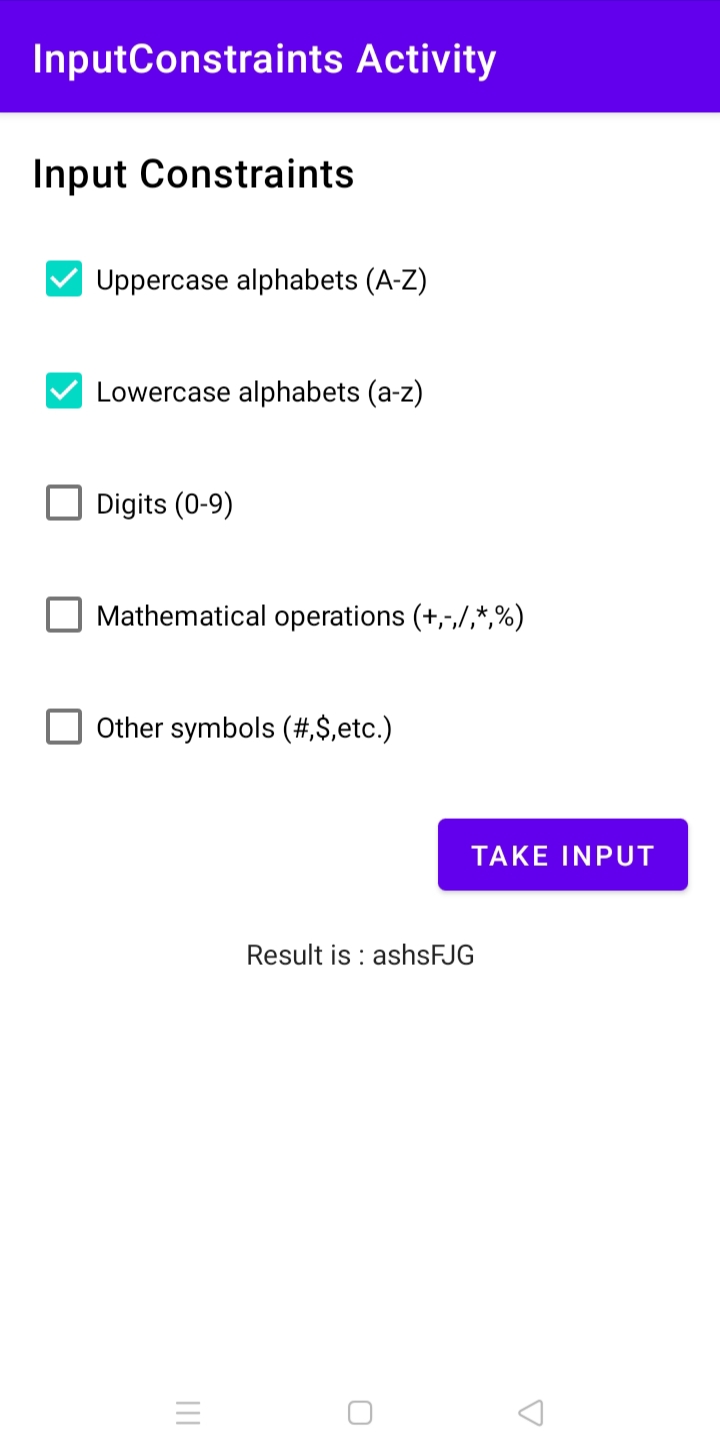 InputConstraints Activity
Input Constraints
Uppercase alphabets (A-Z)
Lowercase alphabets (a-z)
Digits (0-9)
Mathematical operations (+,-,/,*,%)
Other symbols (#,$,etc.)
TAKE INPUT
Result is : ashsFJG